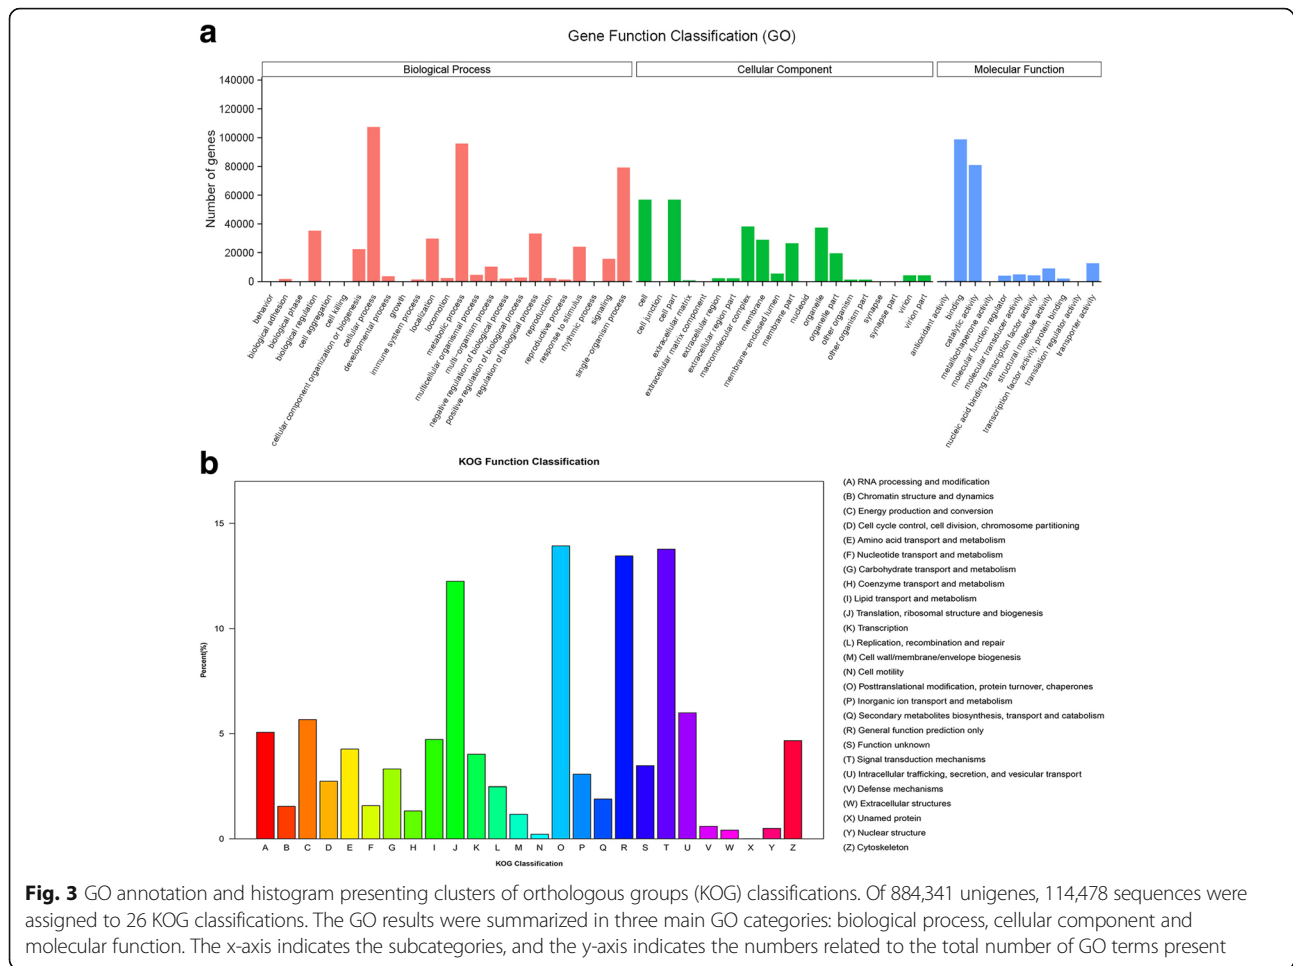 a
Gene Function Classification (GO)
Biological Process
Cellular Component
Molecular Function
Number of genes
140000
120000
100000
80000
60000
40000
20000
0
behavior
biological adhesion
biological phase
biological regulation
cell aggregation
cell killing
cellular component organization or biogenesis
cellular process
developmental process
growth
immune system process
localization
locomotion
metabolic process
multicellular organismal process
multi−organism process
negative regulation of biological process
positive regulation of biological process
regulation of biological process
reproduction
reproductive process
response to stimulus
rhythmic process
signaling
single−organism process
cell
cell junction
cell part
extracellular matrix
extracellular matrix component
extracellular region
extracellular region part
macromolecular complex
membrane
membrane−enclosed lumen
membrane part
nucleoid
organelle
organelle part
other organism
other organism part
synapse
synapse part
virion
virion part
antioxidant activity
binding
catalytic activity
metallochaperone activity
molecular function regulator
molecular transducer activity
nucleic acid binding transcription factor activity
structural molecule activity
transcription factor activity, protein binding
translation regulator activity
transporter activity
b
KOG Function Classification
Percent(%)
15
10
5
0
A B C D E F G H I J K L M N O P Q R S T U V W X Y Z
KOG Classification
(A) RNA processing and modification
(B) Chromatin structure and dynamics
(C) Energy production and conversion
(D) Cell cycle control, cell division, chromosome partitioning
(E) Amino acid transport and metabolism
(F) Nucleotide transport and metabolism
(G) Carbohydrate transport and metabolism
(H) Coenzyme transport and metabolism
(I) Lipid transport and metabolism
(J) Translation, ribosomal structure and biogenesis
(K) Transcription
(L) Replication, recombination and repair
(M) Cell wall/membrane/envelope biogenesis
(N) Cell motility
(O) Posttranslational modification, protein turnover, chaperones
(P) Inorganic ion transport and metabolism
(Q) Secondary metabolites biosynthesis, transport and catabolism
(R) General function prediction only
(S) Function unknown
(T) Signal transduction mechanisms
(U) Intracellular trafficking, secretion, and vesicular transport
(V) Defense mechanisms
(W) Extracellular structures
(X) Unamed protein
(Y) Nuclear structure
(Z) Cytoskeleton
Fig. 3 GO annotation and histogram presenting clusters of orthologous groups (KOG) classifications. Of 884,341 unigenes, 114,478 sequences were
assigned to 26 KOG classifications. The GO results were summarized in three main GO categories: biological process, cellular component and
molecular function. The x-axis indicates the subcategories, and the y-axis indicates the numbers related to the total number of GO terms present